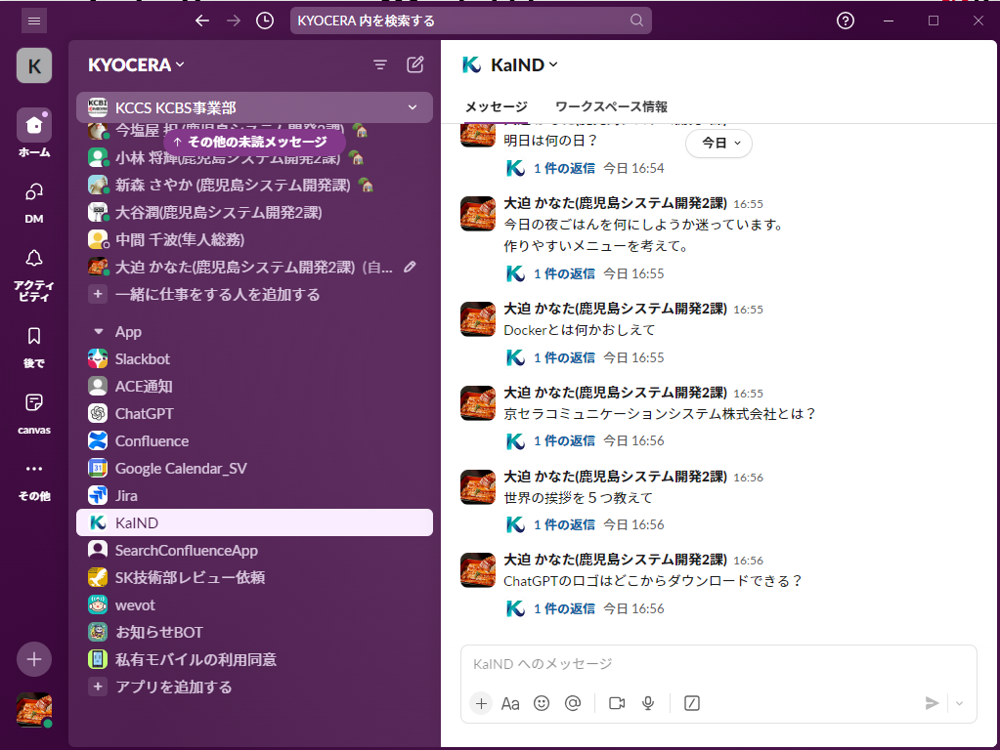 KYOCERA 内を検索する
K
ホーム
DM
アクティ
ビティ
後で
canvas
その他
KYOCERA
KCCS KCBS事業部
↑ その他の未読メッセージ
小林 将輝(鹿児島システム開発2課)
新森 さやか (鹿児島システム開発課)
大谷潤(鹿児島システム開発2課)
中間 千波(隼人総務)
大迫 かなた(鹿児島システム開発2課) (自...
一緒に仕事をする人を追加する
App
Slackbot
ACE通知
ChatGPT
Confluence
Google Calendar_SV
Jira
KaIND
SearchConfluenceApp
SK技術部レビュー依頼
wevot
お知らせBOT
私有モバイルの利用同意
アプリを追加する
KaIND
メッセージ ワークスペース情報
今日
明日は何の日？
1 件の返信 今日 16:54
大迫 かなた(鹿児島システム開発2課) 16:55
今日の夜ごはんを何にしようか迷っています。
作りやすいメニューを考えて。
1 件の返信 今日 16:55
大迫 かなた(鹿児島システム開発2課) 16:55
Dockerとは何かおしえて
1 件の返信 今日 16:55
大迫 かなた(鹿児島システム開発2課) 16:55
京セラコミュニケーションシステム株式会社とは？
1 件の返信 今日 16:56
大迫 かなた(鹿児島システム開発2課) 16:56
世界の挨拶を５つ教えて
1 件の返信 今日 16:56
大迫 かなた(鹿児島システム開発2課) 16:56
ChatGPTのロゴはどこからダウンロードできる？
1 件の返信 今日 16:56
KaIND へのメッセージ
Aa